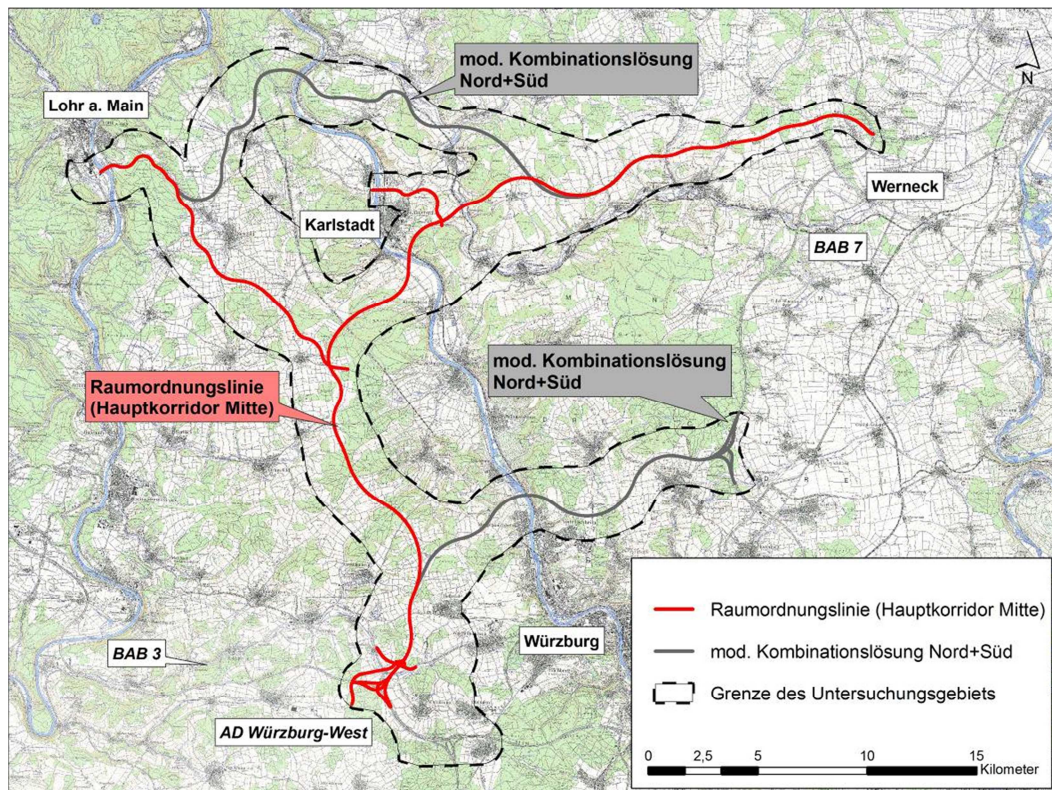 mod. Kombinationslösung
Nord+Süd
N
Lohr a. Main
Werneck
Karlstadt
BAB 7
mod. Kombinationslösung
Nord+Süd
Raumordnungslinie
(Hauptkorridor Mitte)
Würzburg
BAB 3
AD Würzburg-West
Raumordnungslinie (Hauptkorridor Mitte)
mod. Kombinationslösung Nord+Süd
Grenze des Untersuchungsgebiets
0 2,5 5 10 15
Kilometer